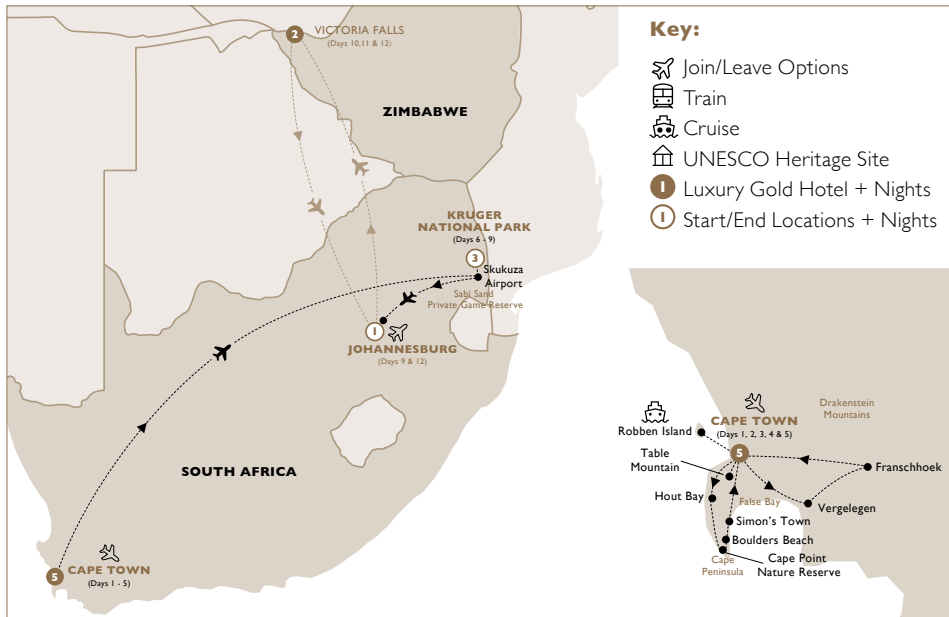 2
VICTORIA FALLS
(Days 10,11 & 12)
ZIMBABWE
KRUGER
NATIONAL PARK
(Days 6 - 9)
3
Skukuza
Airport
Sabi Sand
Private Game Reserve
1
JOHANNESBURG
(Days 9 & 12)
SOUTH AFRICA
5
CAPE TOWN
(Days 1 - 5)
Key:
Join/Leave Options
Train
Cruise
UNESCO Heritage Site
1 Luxury Gold Hotel + Nights
1 Start/End Locations + Nights
Drakenstein
Mountains
CAPE TOWN
(Days 1, 2, 3, 4 & 5)
Robben Island
5
Table
Mountain
Franschhoek
Hout Bay
False Bay
Vergelegen
Simon's Town
Boulders Beach
Cape
Peninsula
Cape Point
Nature Reserve